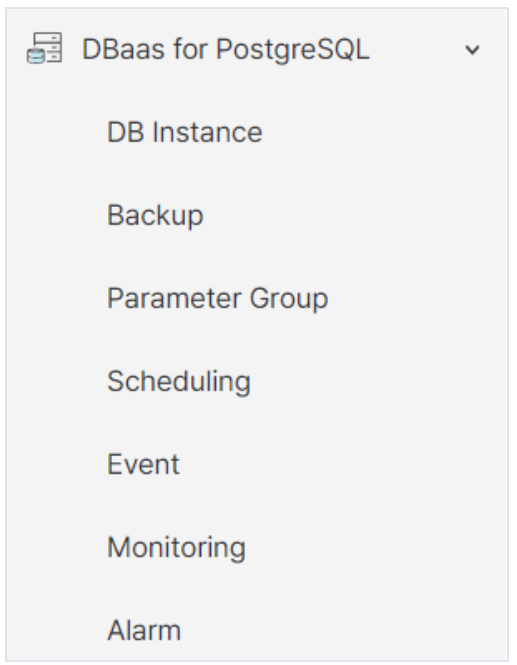 DBaas for PostgreSQL
DB Instance
Backup
Parameter Group
Scheduling
Event
Monitoring
Alarm